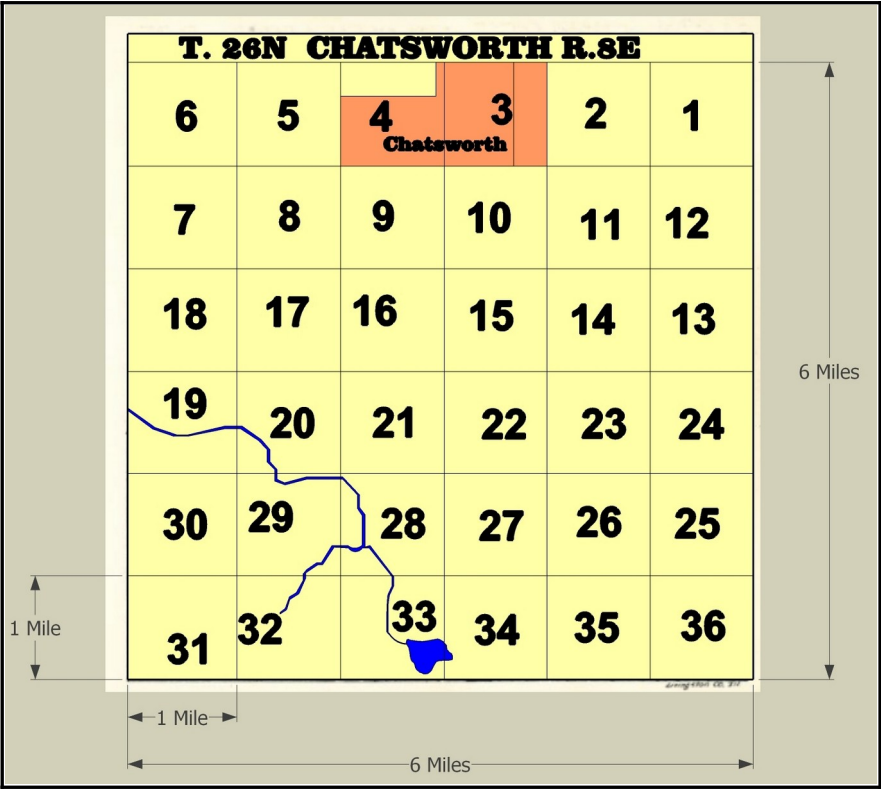 T. 26N CHATSWORTH R.8E
6 5 4 3 2 1
Chatsworth
7 8 9 10 11 12
18 17 16 15 14 13
6 Miles
19 20 21 22 23 24
30 29 28 27 26 25
1 Mile
31 32 33 34 35 36
1 Mile
6 Miles